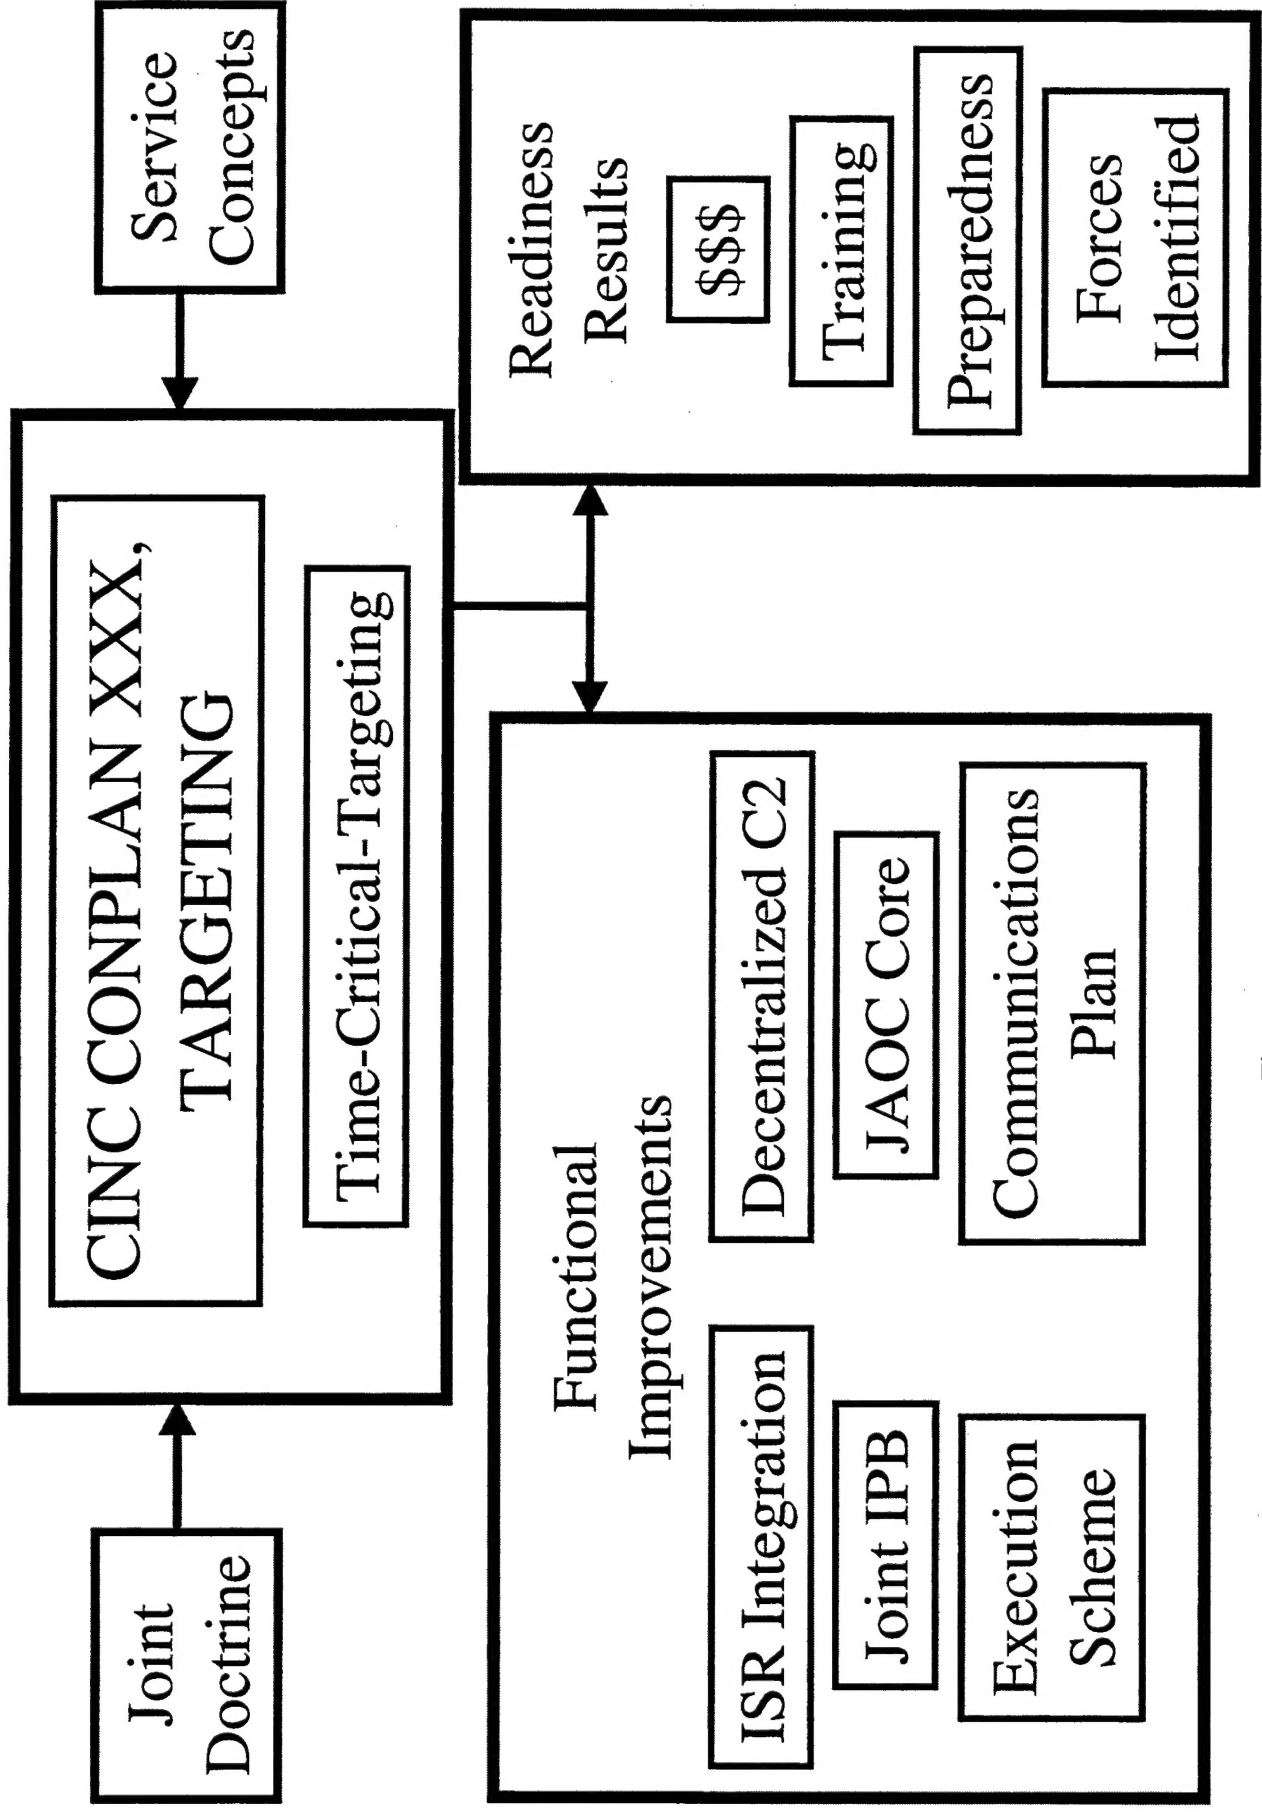 Joint
Doctrine
CINC CONPLAN XXX,
TARGETING
Time-Critical-Targeting
Service
Concepts
Functional
Improvements
ISR Integration
Decentralized C2
Joint IPB
JAOC Core
Execution
Scheme
Communications
Plan
Readiness
Results
$$$
Training
Preparedness
Forces
Identified